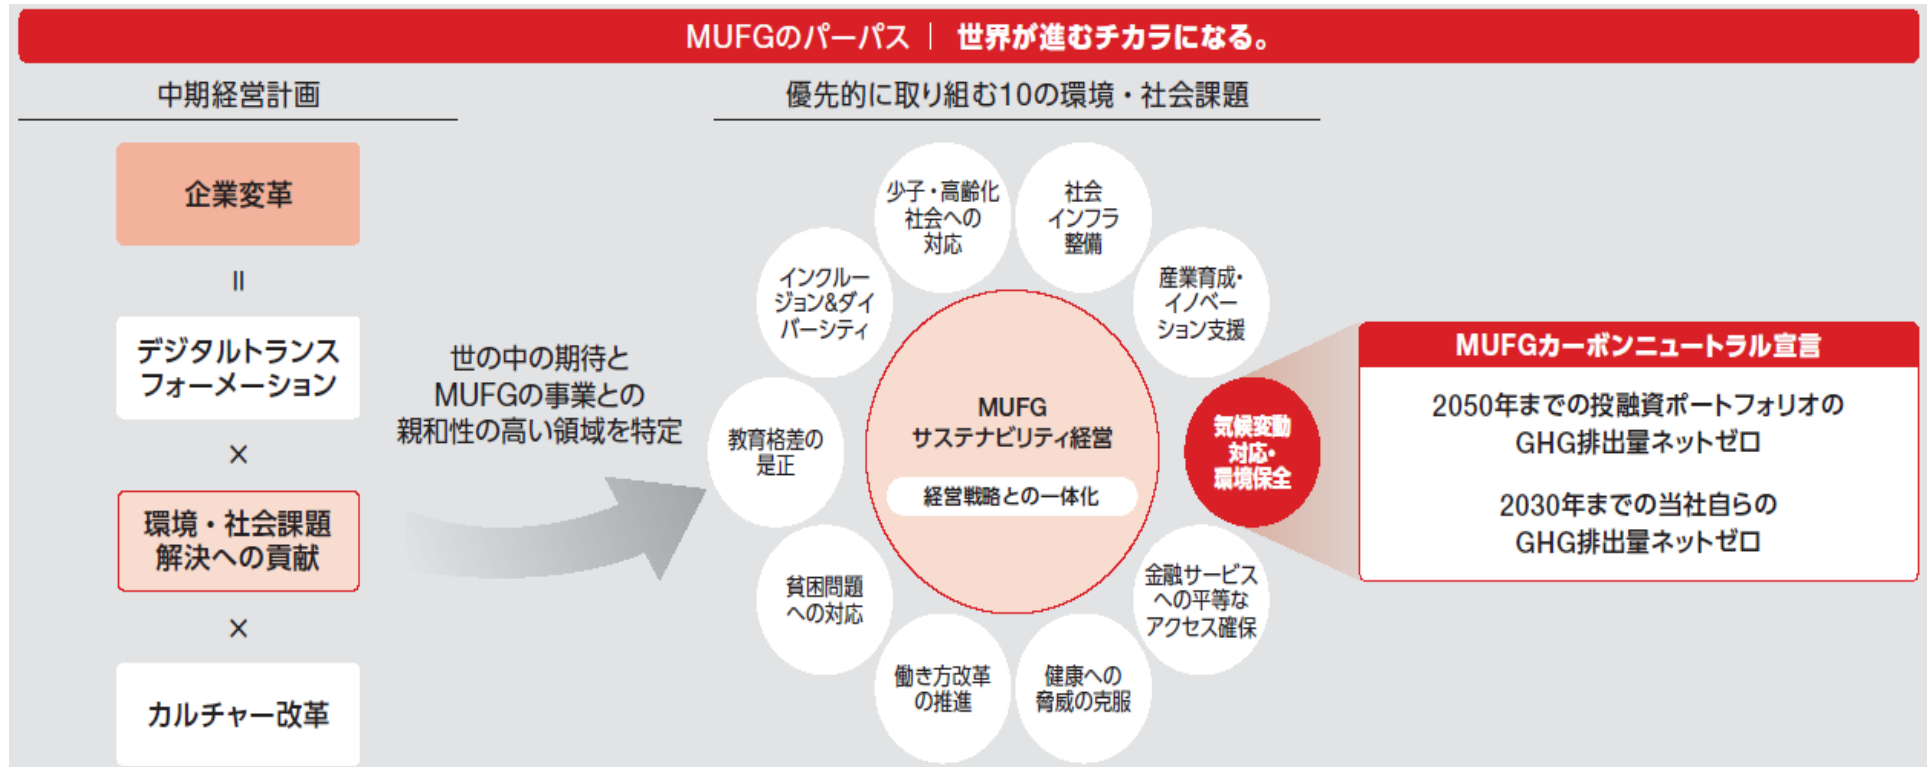 MUFGのパーパス｜世界が進むチカラになる。
中期経営計画
企業変革
=
デジタルトランス
フォーメーション
×
環境・社会課題
解決への貢献
×
カルチャー改革
世の中の期待と
MUFGの事業との
親和性の高い領域を特定
優先的に取り組む10の環境・社会課題
少子・高齢化
社会への
対応
社会
インフラ
整備
産業育成・
イノベー
ション支援
気候変動
対応・
環境保全
金融サービス
への平等な
アクセス確保
健康への
脅威の克服
働き方改革
の推進
貧困問題
への対応
教育格差の
是正
インクルー
ジョン&ダイ
バーシティ
MUFG
サステナビリティ経営
経営戦略との一体化
MUFGカーボンニュートラル宣言
2050年までの投融資ポートフォリオの
GHG排出量ネットゼロ
2030年までの当社自らの
GHG排出量ネットゼロ